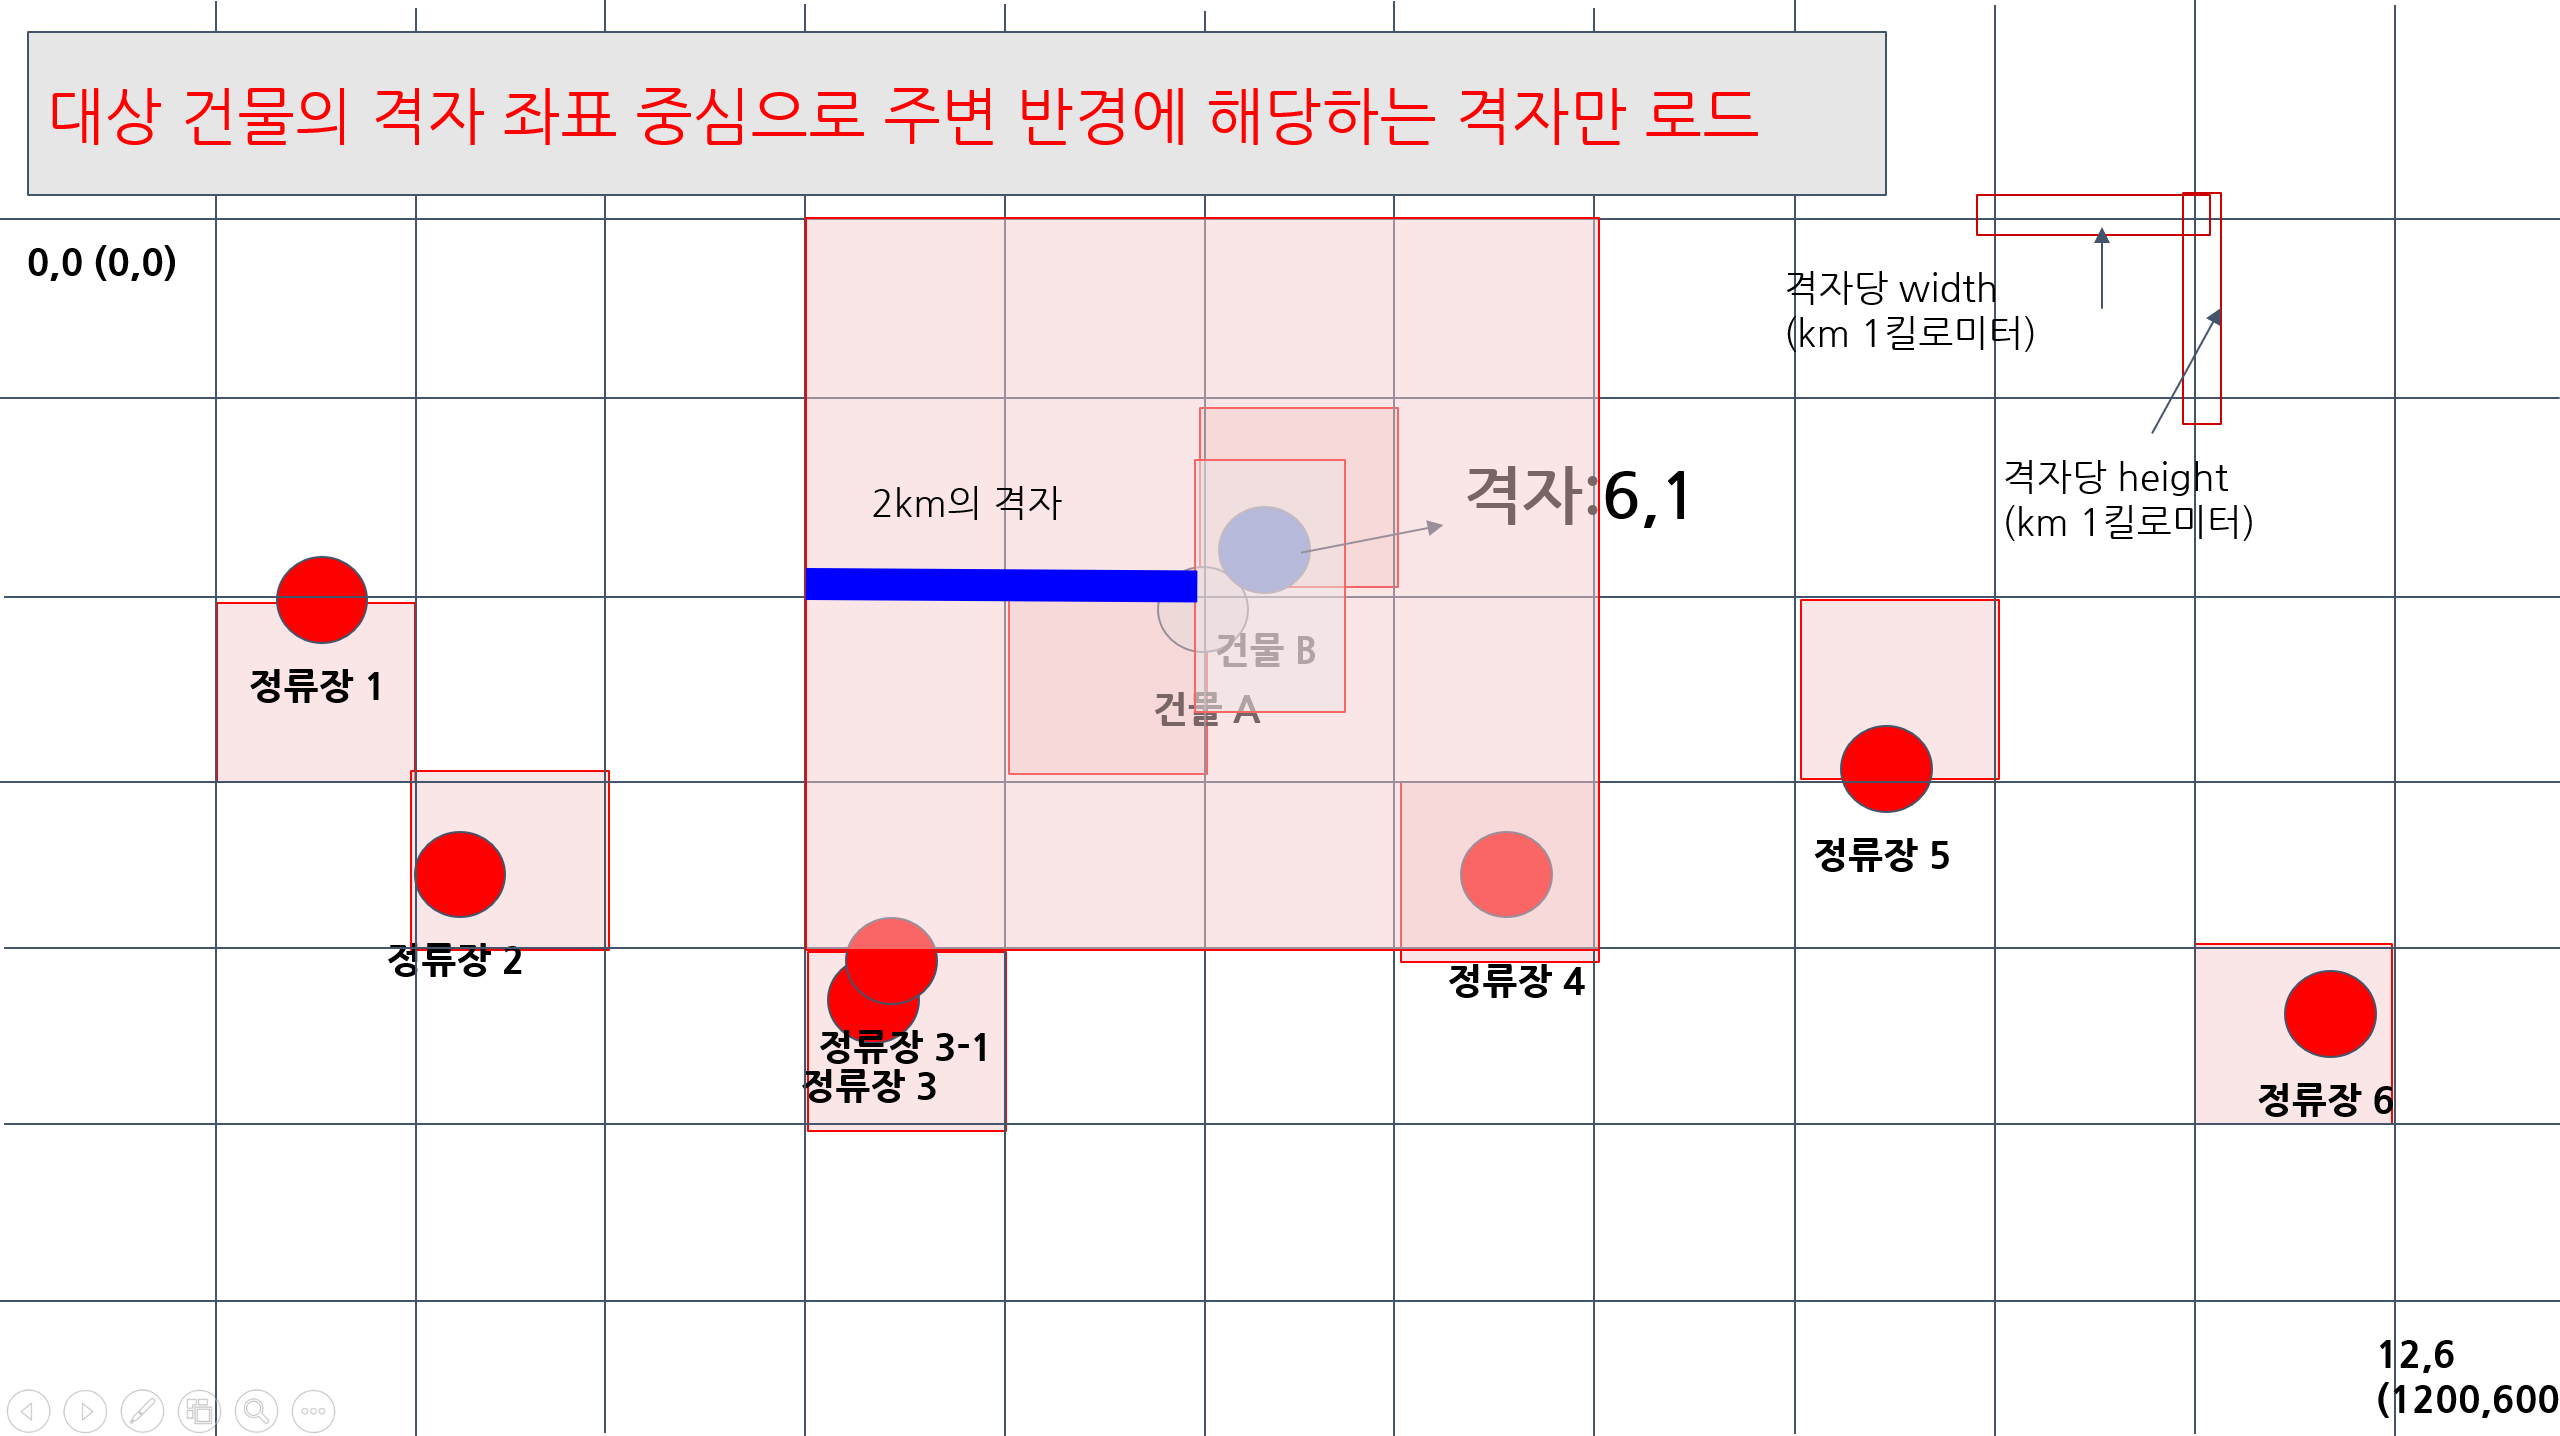 대상 건물의 격자 좌표 중심으로 주변 반경에 해당하는 격자만 로드
0,0 (0,0)
격자당 width
(km 1킬로미터)
격자당 height
(km 1킬로미터)
2km의 격자
격자:6,1
건물 B
건물 A
정류장 1
정류장 2
정류장 3-1
정류장 3
정류장 4
정류장 5
정류장 6
12,6
(1200,600